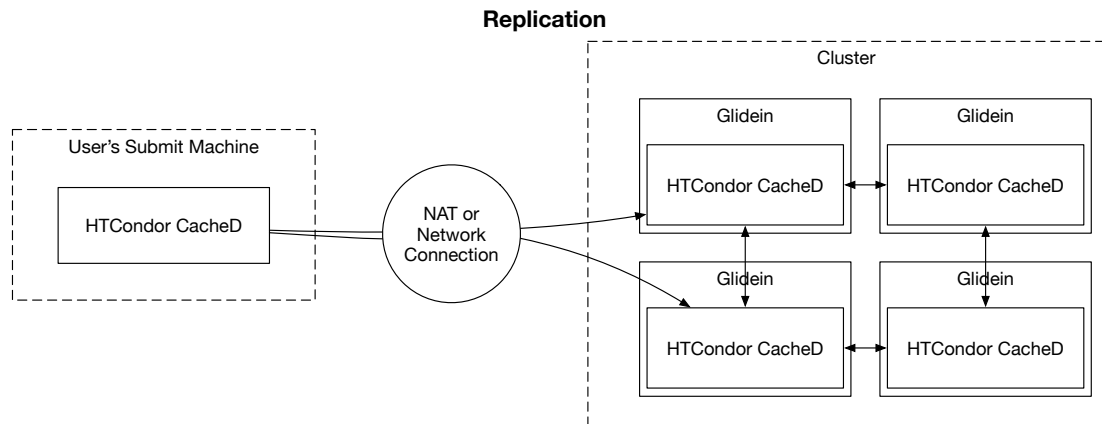 Replication
Cluster
User's Submit Machine
HTCondor CacheD
NAT or
Network
Connection
Glidein
HTCondor CacheD
Glidein
HTCondor CacheD
Glidein
HTCondor CacheD
Glidein
HTCondor CacheD